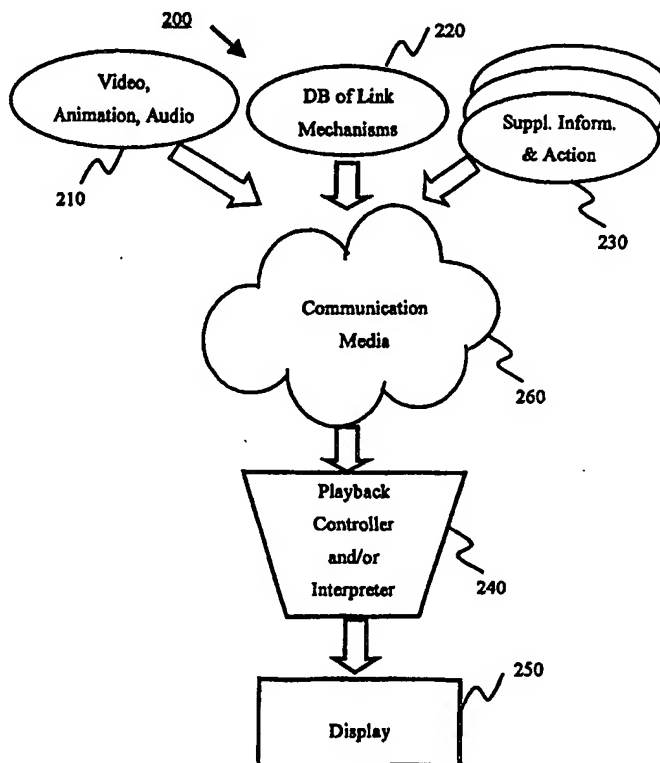 200
220
Video,
Animation, Audio
DB of Link
Mechanisms
Suppl. Inform.
& Action
210
230
Communication
Media
260
Playback
Controller
and/or
Interpreter
240
250
Display